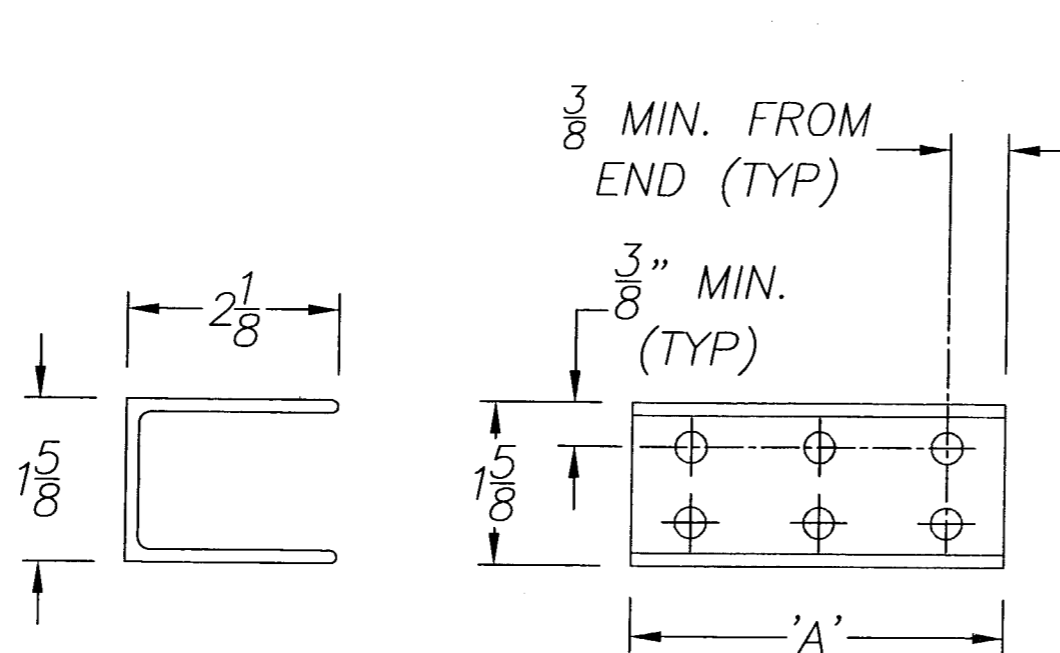 3/8 MIN. FROM
END (TYP)
3/8” MIN.
(TYP)
2 1/8
1 5/8
1 5/8
'A'